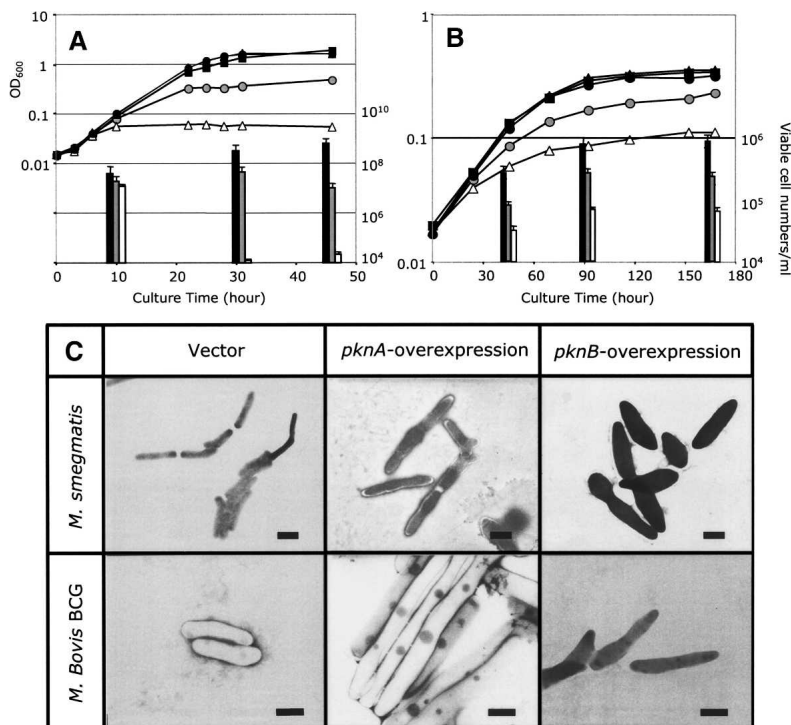 A
OD600
10
1
0.1
0.01
10^10
10^8
10^6
10^4
0 10 20 30 40 50
Culture Time (hour)
B
1
0.1
0.01
10^6
10^5
10^4
Viable cell numbers/ml
0 30 60 90 120 150 180
Culture Time (hour)
C
Vector
pknA-overexpression
pknB-overexpression
M. smegmatis
M. Bovis BCG